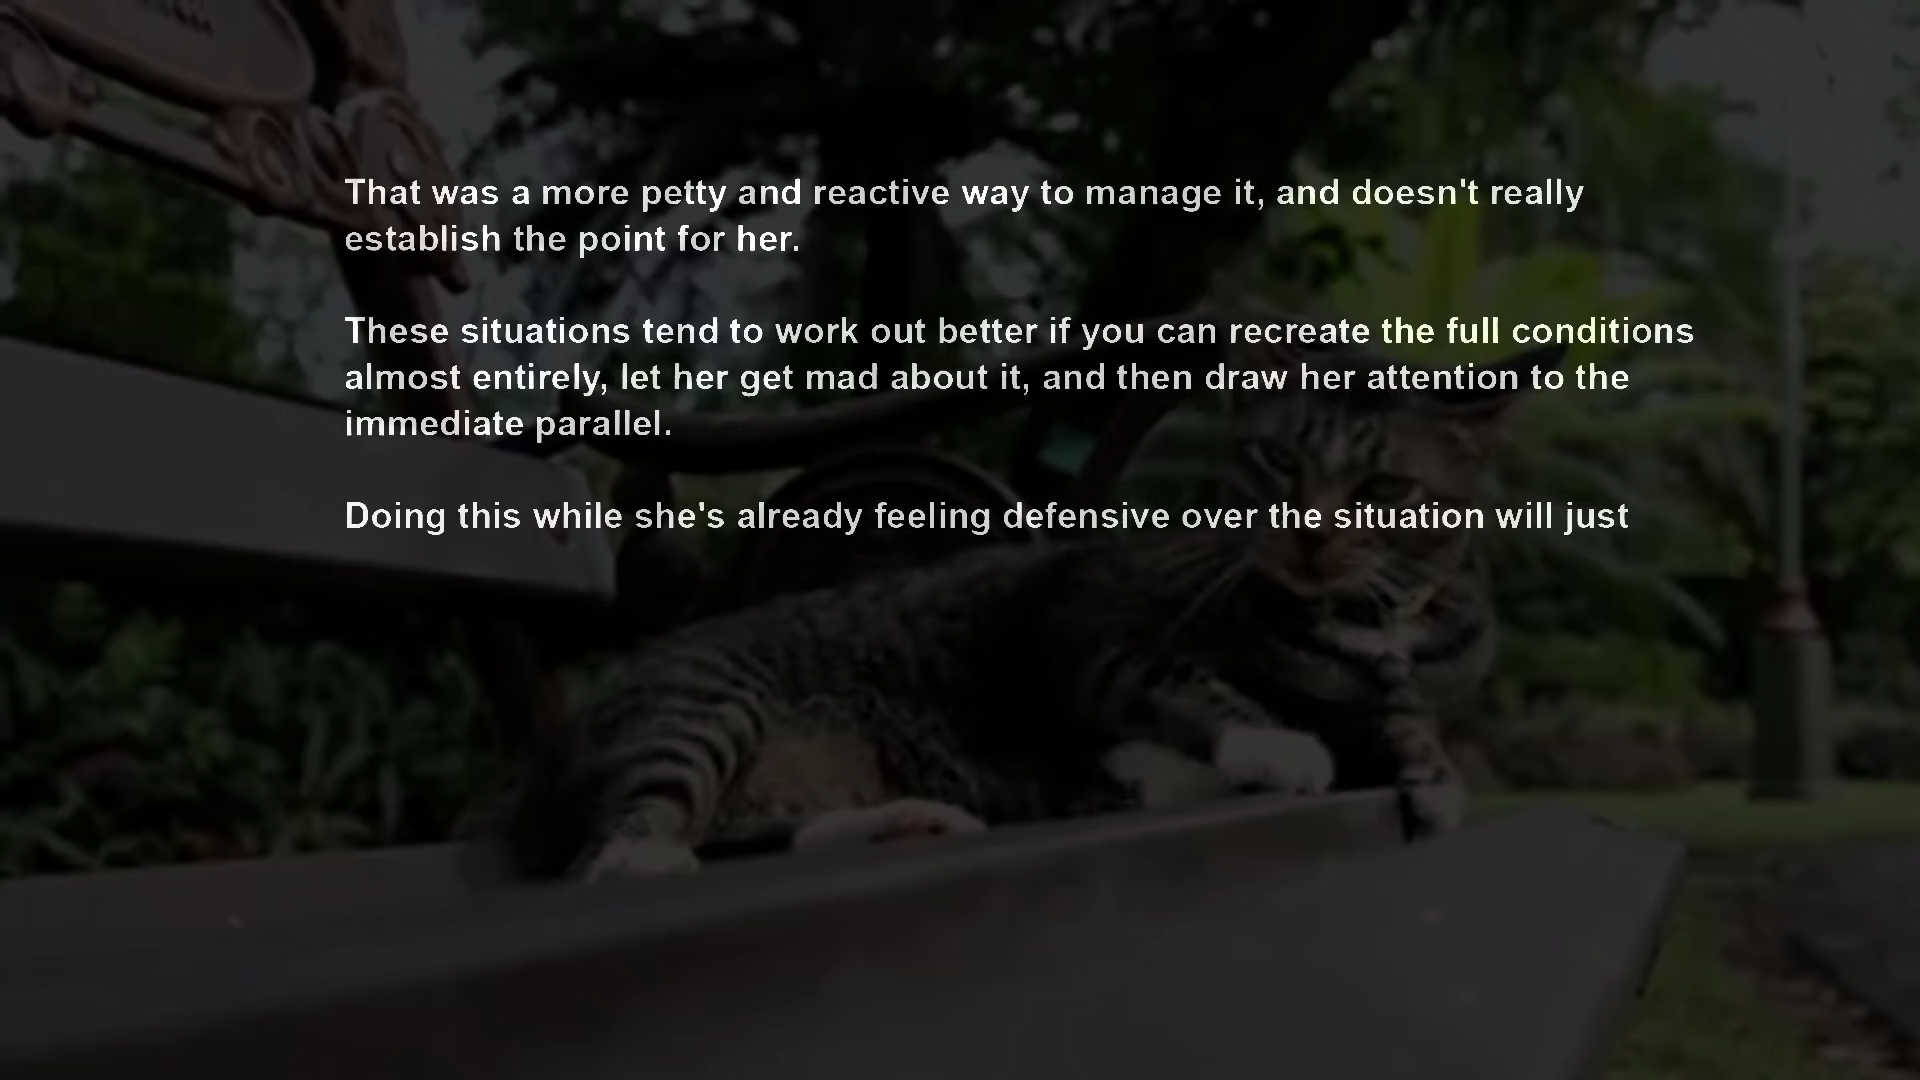 That was a more petty and reactive way to manage it, and doesn't really
establish the point for her.
These situations tend to work out better if you can recreate the full conditions
almost entirely, let her get mad about it, and then draw her attention to the
immediate parallel.
Doing this while she's already feeling defensive over the situation will just